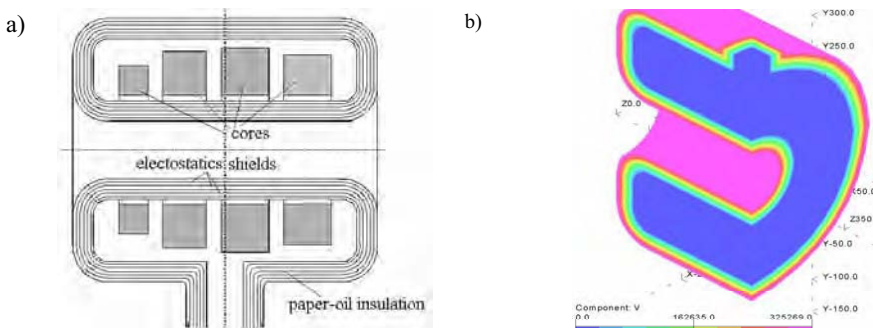 a)
cores
electostatics shields
paper-oil insulation
b)
Y300.0
Y250
Z0.0
X50.0
Z350
Y-50.0
Y-100.0
Y-150.0
Component: V
0.0 162635.0 325269.0